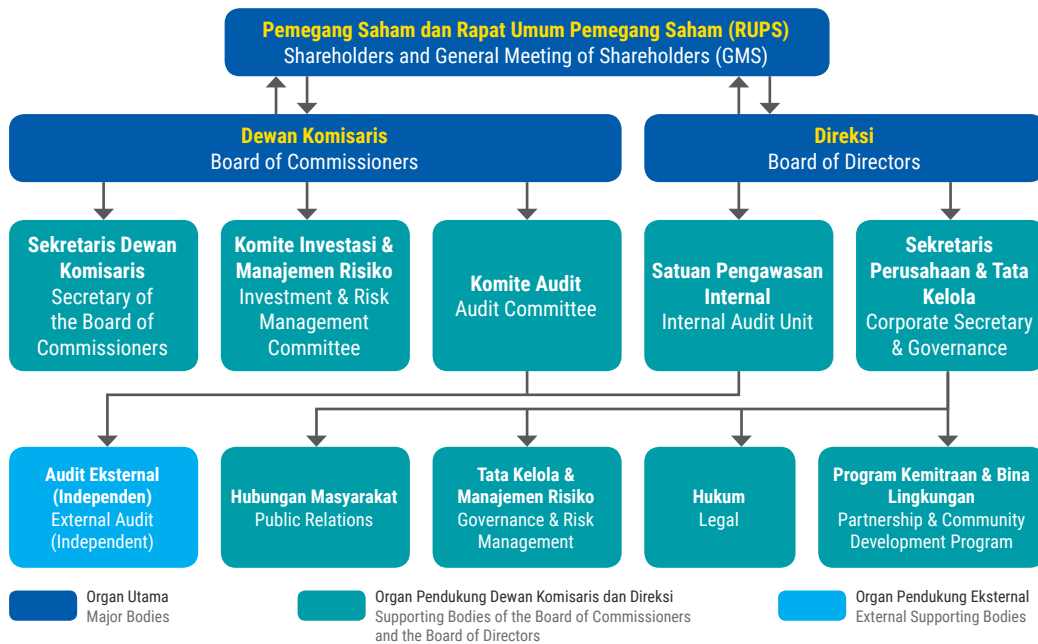 Pemegang Saham dan Rapat Umum Pemegang Saham (RUPS)
Shareholders and General Meeting of Shareholders (GMS)
Dewan Komisaris
Board of Commissioners
Direksi
Board of Directors
Sekretaris Dewan
Komisaris
Secretary of
the Board of
Commissioners
Komite Investasi &
Manajemen Risiko
Investment & Risk
Management
Committee
Komite Audit
Audit Committee
Satuan Pengawasan
Internal
Internal Audit Unit
Sekretaris
Perusahaan & Tata
Kelola
Corporate Secretary
& Governance
Audit Eksternal
(Independen)
External Audit
(Independent)
Hubungan Masyarakat
Public Relations
Tata Kelola &
Manajemen Risiko
Governance & Risk
Management
Hukum
Legal
Program Kemitraan & Bina
Lingkungan
Partnership & Community
Development Program
Organ Utama
Major Bodies
Organ Pendukung Dewan Komisaris dan Direksi
Supporting Bodies of the Board of Commissioners
and the Board of Directors
Organ Pendukung Eksternal
External Supporting Bodies